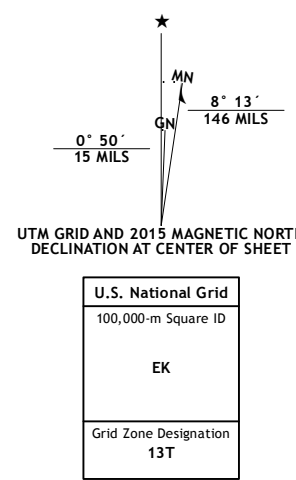 ★
MN
GN
8° 13´
146 MILS
0° 50´
15 MILS
UTM GRID AND 2015 MAGNETIC NORTH
DECLINATION AT CENTER OF SHEET
U.S. National Grid
100,000-m Square ID
EK
Grid Zone Designation
13T